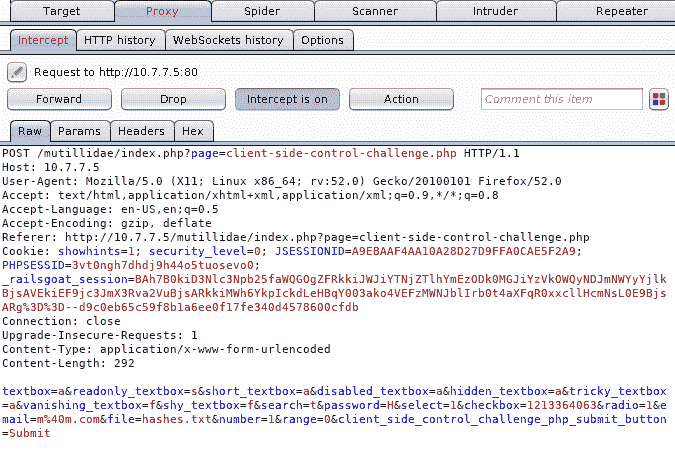 Target Proxy Spider Scanner Intruder Repeater
Intercept HTTP history WebSockets history Options
Request to http://10.7.7.5:80
Forward Drop Intercept is on Action Comment this item
Raw Params Headers Hex
POST /mutillidae/index.php?page=client-side-control-challenge.php HTTP/1.1
Host: 10.7.7.5
User-Agent: Mozilla/5.0 (X11; Linux x86_64; rv:52.0) Gecko/20100101 Firefox/52.0
Accept: text/html,application/xhtml+xml,application/xml;q=0.9,*/*;q=0.8
Accept-Language: en-US,en;q=0.5
Accept-Encoding: gzip, deflate
Referer: http://10.7.7.5/mutillidae/index.php?page=client-side-control-challenge.php
Cookie: showhints=1; security_level=0; JSESSIONID=A9EBAAF4AA10A28D27D9FFA0CAE5F2A9;
PHPSESSID=3vt0ngh7dhdj9h44o5tuosevo0;
_railsgoat_session=BAh7B0kiD3Nlc3Npb25faWQGOgZFRkkiJWJiYTNjZTlhYmEzODk0MGJiYzVkOWQyNDJmNWYyYjlk
BjsAVEkiEF9jc3JmX3Rva2VuBjsARkkiMWh6YkpIckdLeHBqY003ako4VEFzMWNJblIrb0t4aXFqR0xxcllHcmNsL0E9Bjs
ARg%3D%3D--d9c0eb65c59f8b1a6ee0f17fe340d4578600cfdb
Connection: close
Upgrade-Insecure-Requests: 1
Content-Type: application/x-www-form-urlencoded
Content-Length: 292
textbox=a&readonly_textbox=s&short_textbox=a&disabled_textbox=a&hidden_textbox=a&tricky_textbox
=a&vanishing_textbox=f&shy_textbox=f&search=t&password=H&select=1&checkbox=1213364063&radio=1&e
mail=m%40m.com&file=hashes.txt&number=1&range=0&client_side_control_challenge_php_submit_button
=Submit